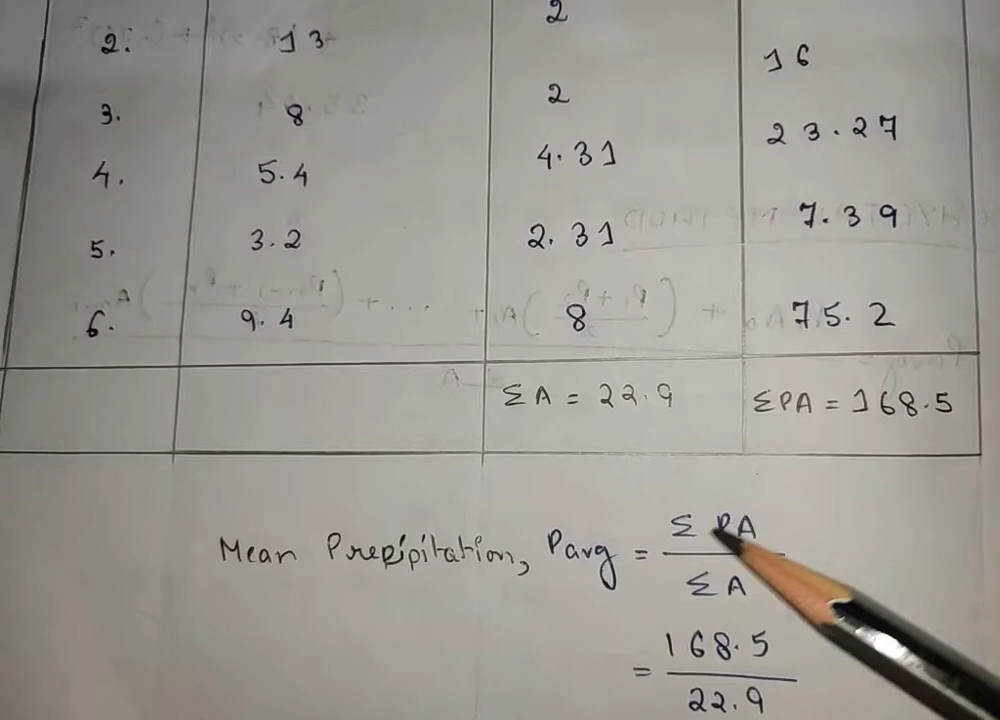 2
2. 13
16
3. 8 2
23.27
4. 5.4 4.31
7.39
5. 3.2 2.31
6. 9.4 8 75.2
ΣA = 22.9 ΣPA = 168.5
Mean Precipitation, Pavg = ΣPA / ΣA
= 168.5 / 22.9